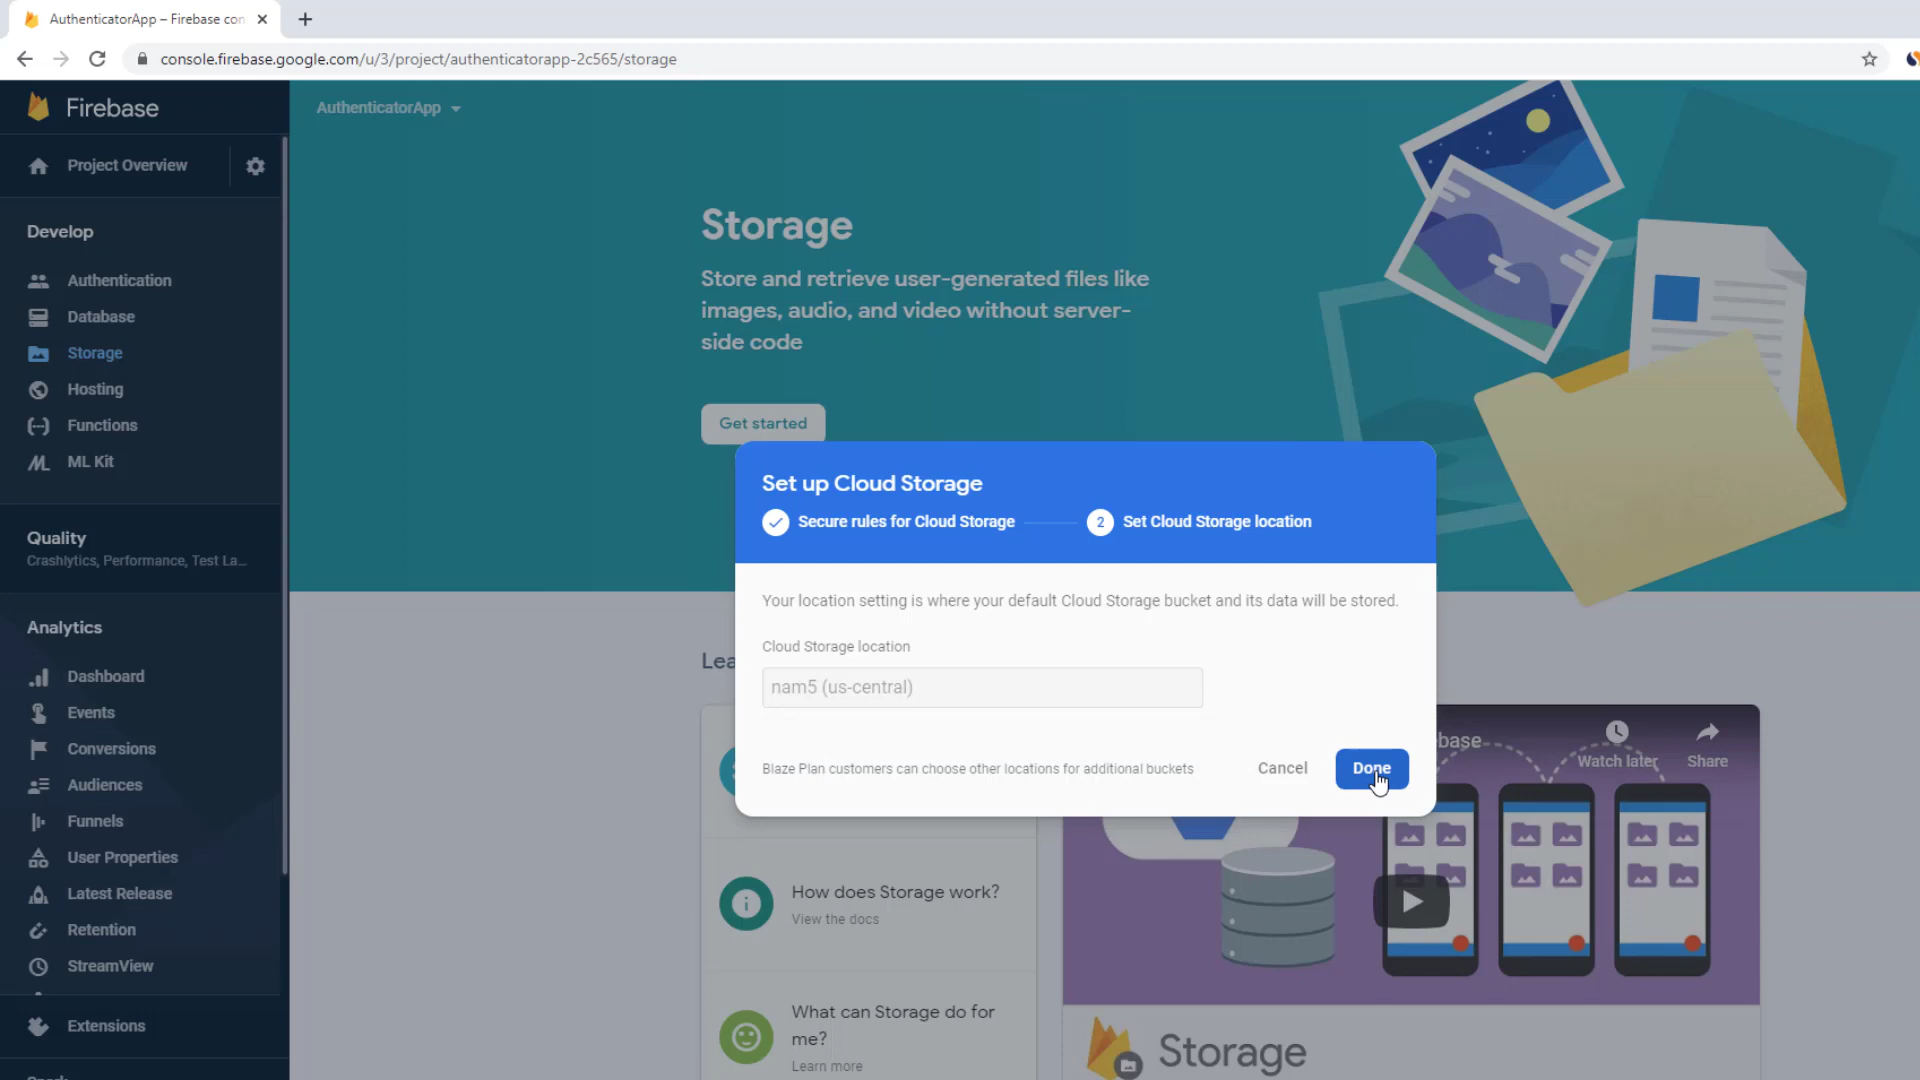 AuthenticatorApp – Firebase con
console.firebase.google.com/u/3/project/authenticatorapp-2c565/storage
Firebase
AuthenticatorApp
Project Overview
Develop
Authentication
Database
Storage
Hosting
Functions
ML Kit
Quality
Crashlytics, Performance, Test La...
Analytics
Dashboard
Events
Conversions
Audiences
Funnels
User Properties
Latest Release
Retention
StreamView
Extensions
Storage
Store and retrieve user-generated files like
images, audio, and video without server-
side code
Get started
Set up Cloud Storage
Secure rules for Cloud Storage
2 Set Cloud Storage location
Your location setting is where your default Cloud Storage bucket and its data will be stored.
Cloud Storage location
nam5 (us-central)
Blaze Plan customers can choose other locations for additional buckets
Cancel
Done
Lea
base
Watch later
Share
How does Storage work?
View the docs
What can Storage do for
me?
Learn more
Storage